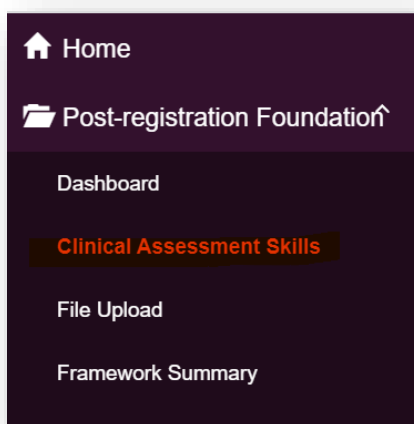 Home
Post-registration Foundation
Dashboard
Clinical Assessment Skills
File Upload
Framework Summary